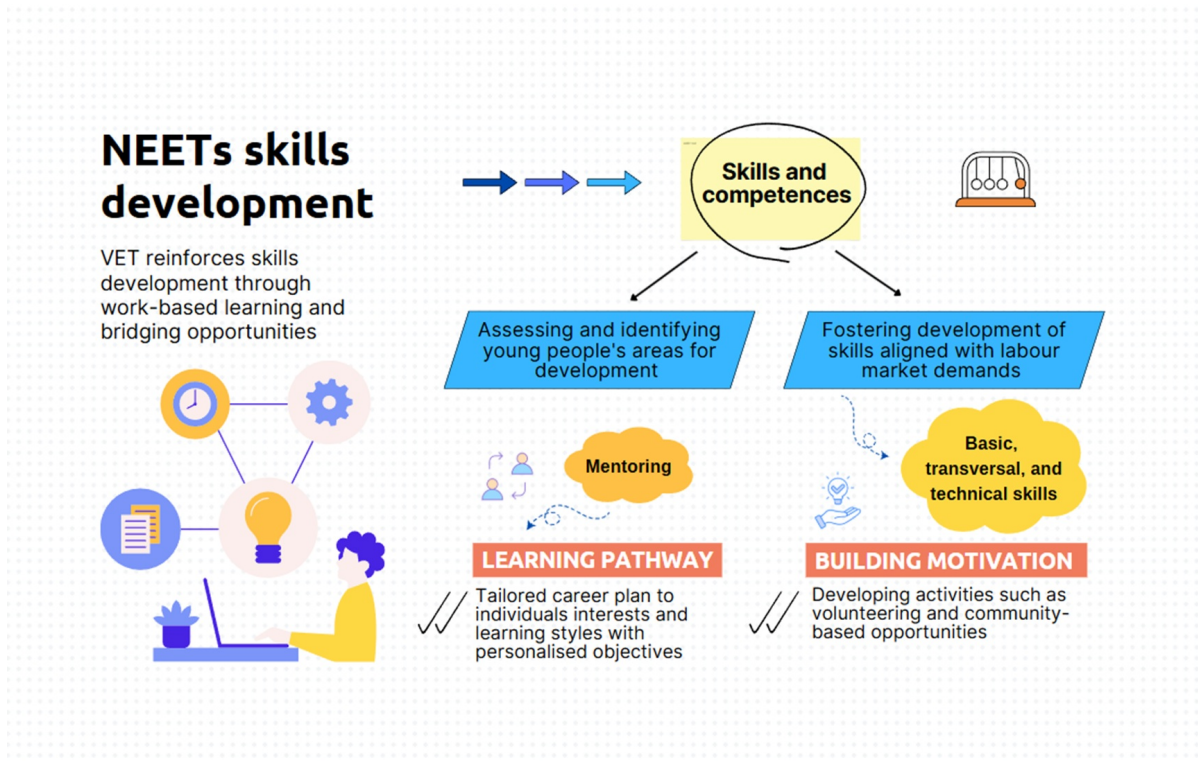 NEETs skills
development
VET reinforces skills
development through
work-based learning and
bridging opportunities
Skills and
competences
Assessing and identifying
young people's areas for
development
Fostering development of
skills aligned with labour
market demands
Mentoring
Basic,
transversal, and
technical skills
LEARNING PATHWAY
Tailored career plan to
individuals interests and
learning styles with
personalised objectives
BUILDING MOTIVATION
Developing activities such as
volunteering and community-
based opportunities